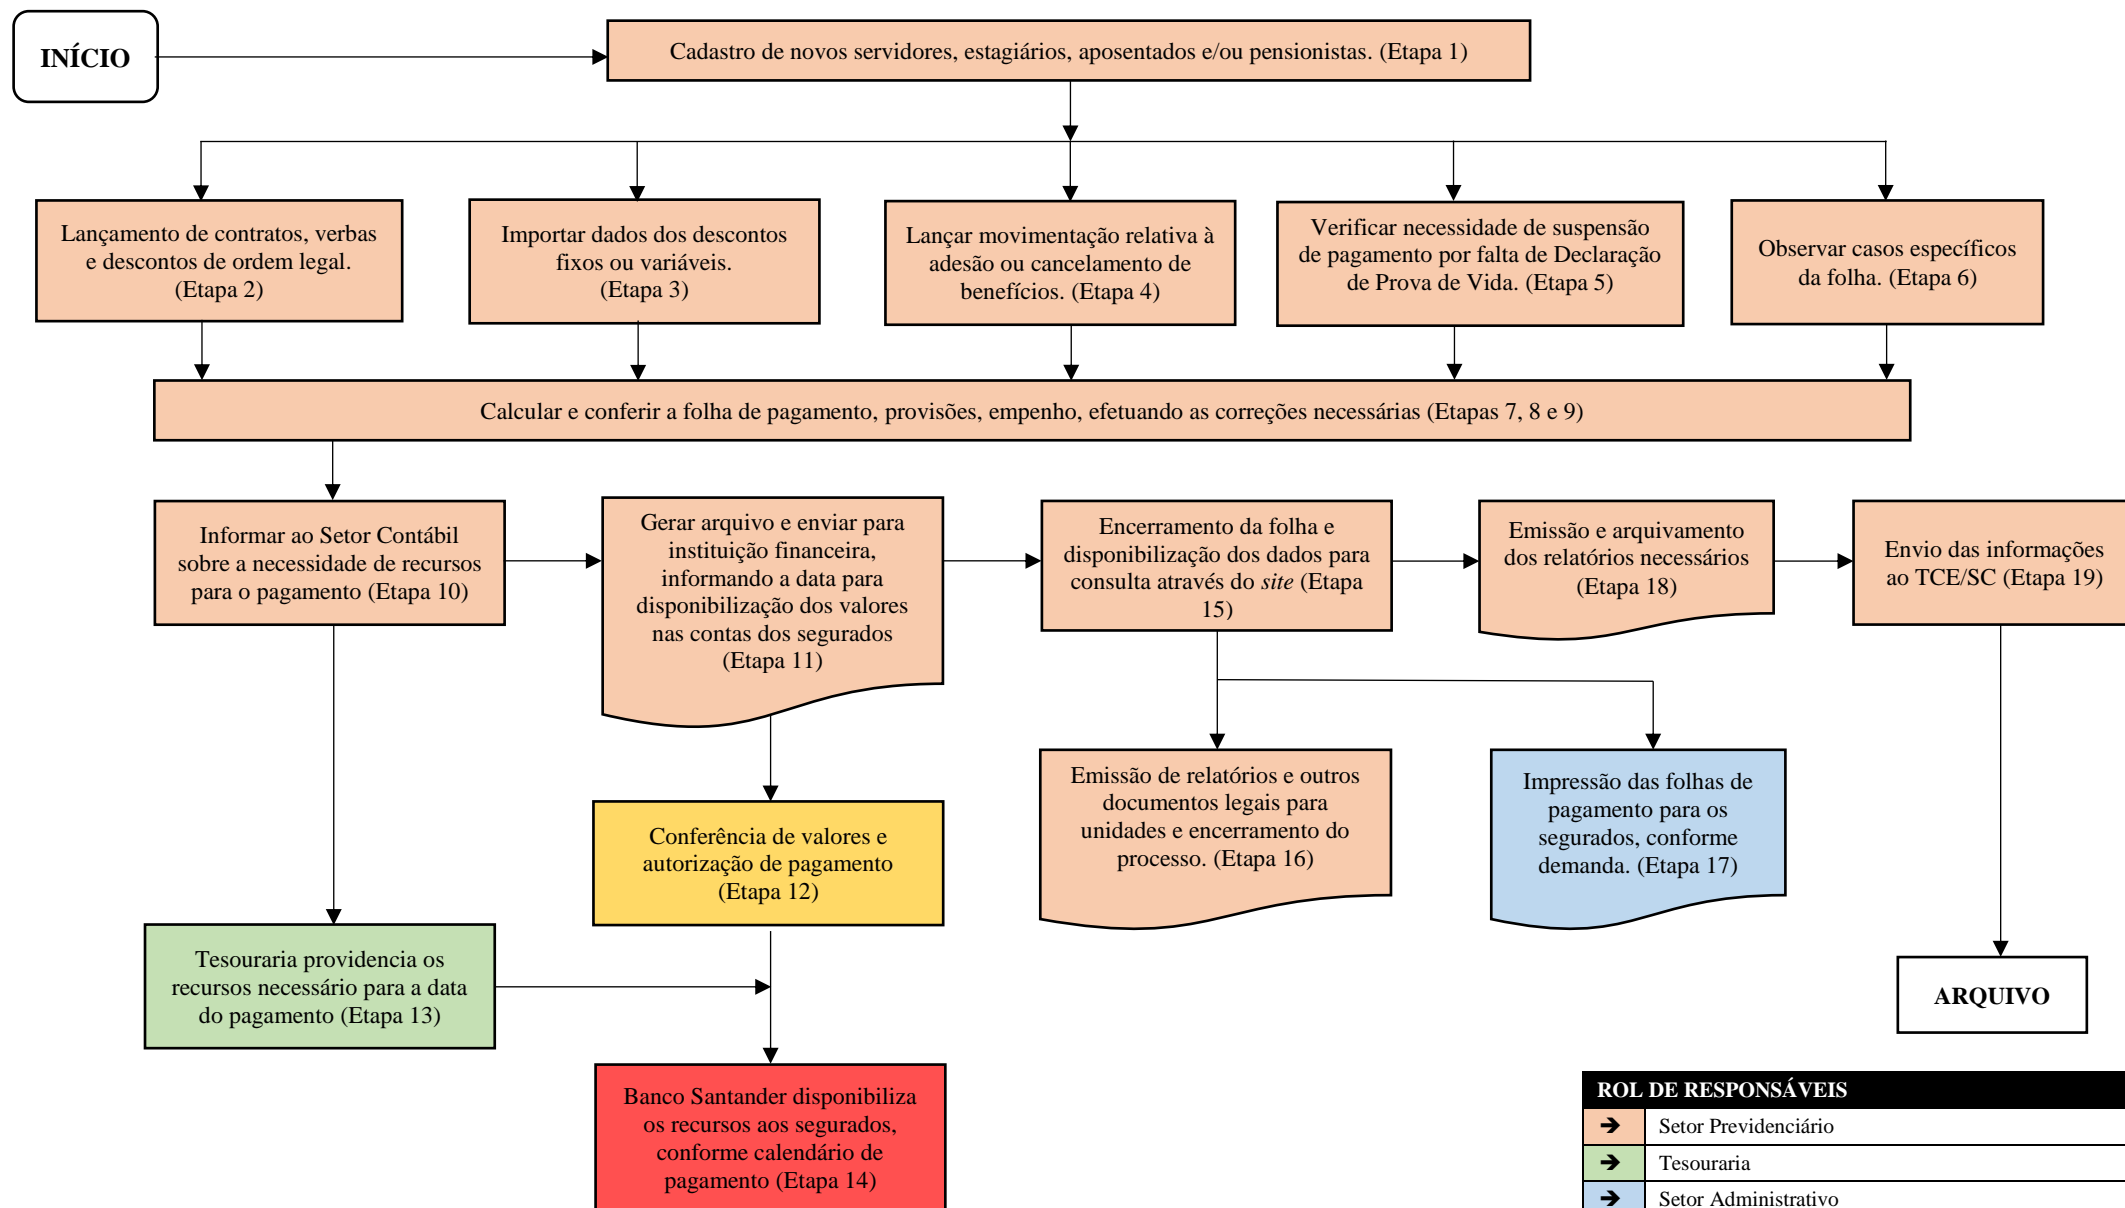 INÍCIO
Cadastro de novos servidores, estagiários, aposentados e/ou pensionistas. (Etapa 1)
Lançamento de contratos, verbas
e descontos de ordem legal.
(Etapa 2)
Importar dados dos descontos
fixos ou variáveis.
(Etapa 3)
Lançar movimentação relativa à
adesão ou cancelamento de
benefícios. (Etapa 4)
Verificar necessidade de suspensão
de pagamento por falta de Declaração
de Prova de Vida. (Etapa 5)
Observar casos específicos
da folha. (Etapa 6)
Calcular e conferir a folha de pagamento, provisões, empenho, efetuando as correções necessárias (Etapas 7, 8 e 9)
Informar ao Setor Contábil
sobre a necessidade de recursos
para o pagamento (Etapa 10)
Gerar arquivo e enviar para
instituição financeira,
informando a data para
disponibilização dos valores
nas contas dos segurados
(Etapa 11)
Encerramento da folha e
disponibilização dos dados para
consulta através do site (Etapa
15)
Emissão e arquivamento
dos relatórios necessários
(Etapa 18)
Envio das informações
ao TCE/SC (Etapa 19)
Emissão de relatórios e outros
documentos legais para
unidades e encerramento do
processo. (Etapa 16)
Impressão das folhas de
pagamento para os
segurados, conforme
demanda. (Etapa 17)
Conferência de valores e
autorização de pagamento
(Etapa 12)
Tesouraria providencia os
recursos necessário para a data
do pagamento (Etapa 13)
ARQUIVO
Banco Santander disponibiliza
os recursos aos segurados,
conforme calendário de
pagamento (Etapa 14)
ROL DE RESPONSÁVEIS
➔ Setor Previdenciário
➔ Tesouraria
➔ Setor Administrativo